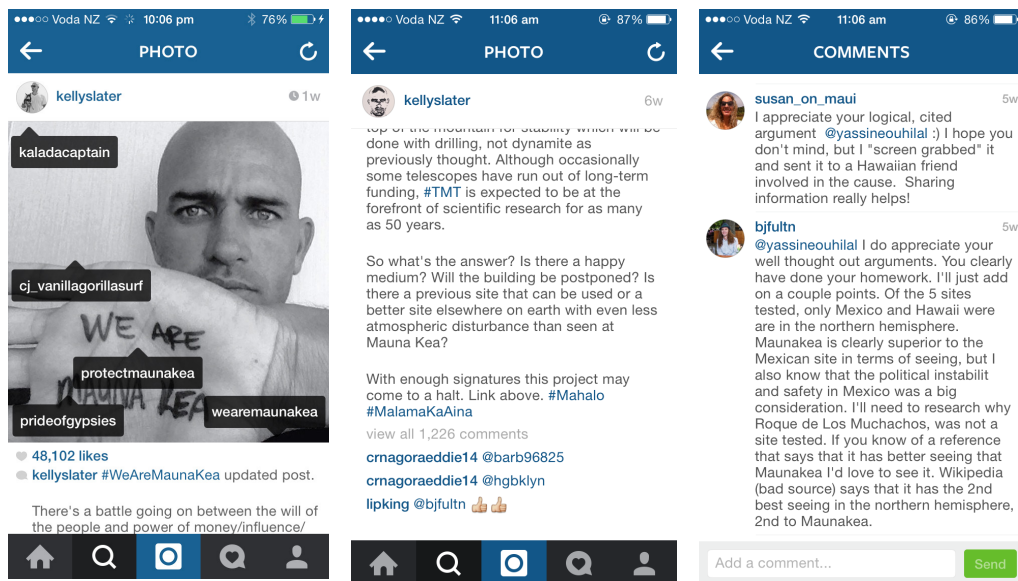 Voda NZ 10:06 pm 76%
PHOTO
kellyslater 1w
kaladacaptain
cj_vanillagorillasurf
WE ARE
protectmaunakea
MAUNA KEA
wearemaunakea
prideofgypsies
48,102 likes
kellyslater #WeAreMaunaKea updated post.
There's a battle going on between the will of
the people and power of money/influence/
Voda NZ 11:06 am 87%
PHOTO
kellyslater 6w
top of the mountain for stability which will be
done with drilling, not dynamite as
previously thought. Although occasionally
some telescopes have run out of long-term
funding, #TMT is expected to be at the
forefront of scientific research for as many
as 50 years.
So what's the answer? Is there a happy
medium? Will the building be postponed? Is
there a previous site that can be used or a
better site elsewhere on earth with even less
atmospheric disturbance than seen at
Mauna Kea?
With enough signatures this project may
come to a halt. Link above. #Mahalo
#MalamaKaAina
view all 1,226 comments
crnagoraeddie14 @barb96825
crnagoraeddie14 @hgbklyn
lipking @bjfultn 👍👍
Voda NZ 11:06 am 86%
COMMENTS
susan_on_maui 5w
I appreciate your logical, cited
argument @yassineouhilal :) I hope you
don't mind, but I "screen grabbed" it
and sent it to a Hawaiian friend
involved in the cause. Sharing
information really helps!
bjfultn 5w
@yassineouhilal I do appreciate your
well thought out arguments. You clearly
have done your homework. I'll just add
on a couple points. Of the 5 sites
tested, only Mexico and Hawaii were
are in the northern hemisphere.
Maunakea is clearly superior to the
Mexican site in terms of seeing, but I
also know that the political instabilit
and safety in Mexico was a big
consideration. I'll need to research why
Roque de Los Muchachos, was not a
site tested. If you know of a reference
that says that it has better seeing that
Maunakea I'd love to see it. Wikipedia
(bad source) says that it has the 2nd
best seeing in the northern hemisphere,
2nd to Maunakea.
Add a comment... Send